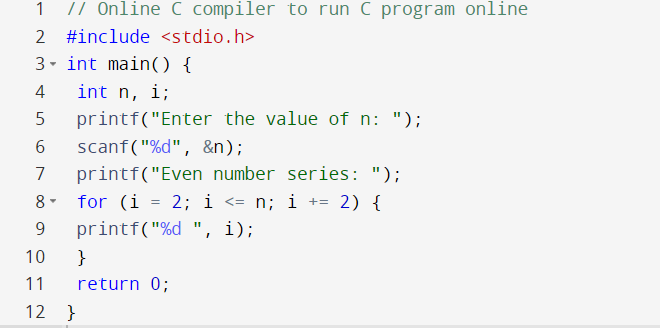 1 // Online C compiler to run C program online
2 #include <stdio.h>
3 int main() {
4 int n, i;
5 printf("Enter the value of n: ");
6 scanf("%d", &n);
7 printf("Even number series: ");
8 for (i = 2; i <= n; i += 2) {
9 printf("%d ", i);
10 }
11 return 0;
12 }